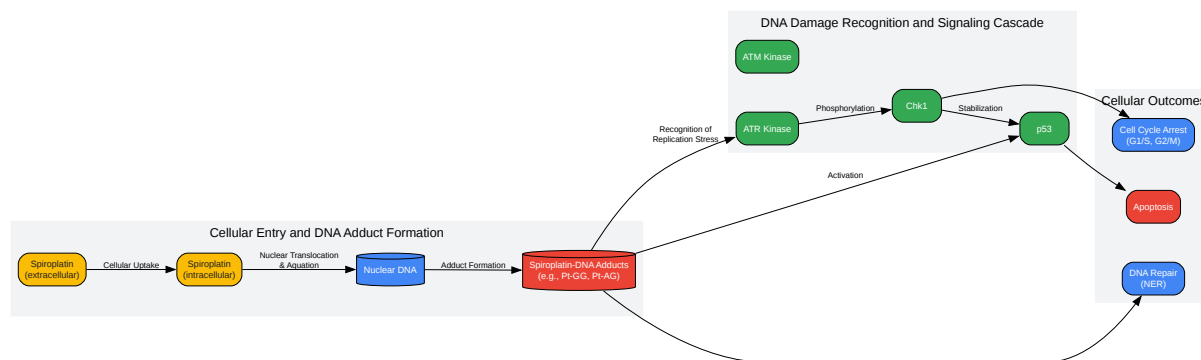 DNA Damage Recognition and Signaling Cascade
ATM Kinase
Chk1
Phosphorylation
Stabilization
ATR Kinase
p53
Recognition of
Replication Stress
Activation
Cellular Outcomes
Cell Cycle Arrest
(G1/S, G2/M)
Apoptosis
DNA Repair
(NER)
Cellular Entry and DNA Adduct Formation
Spiroplatin
(extracellular)
Cellular Uptake
Spiroplatin
(intracellular)
Nuclear Translocation
& Aquation
Nuclear DNA
Adduct Formation
Spiroplatin-DNA Adducts
(e.g., Pt-GG, Pt-AG)